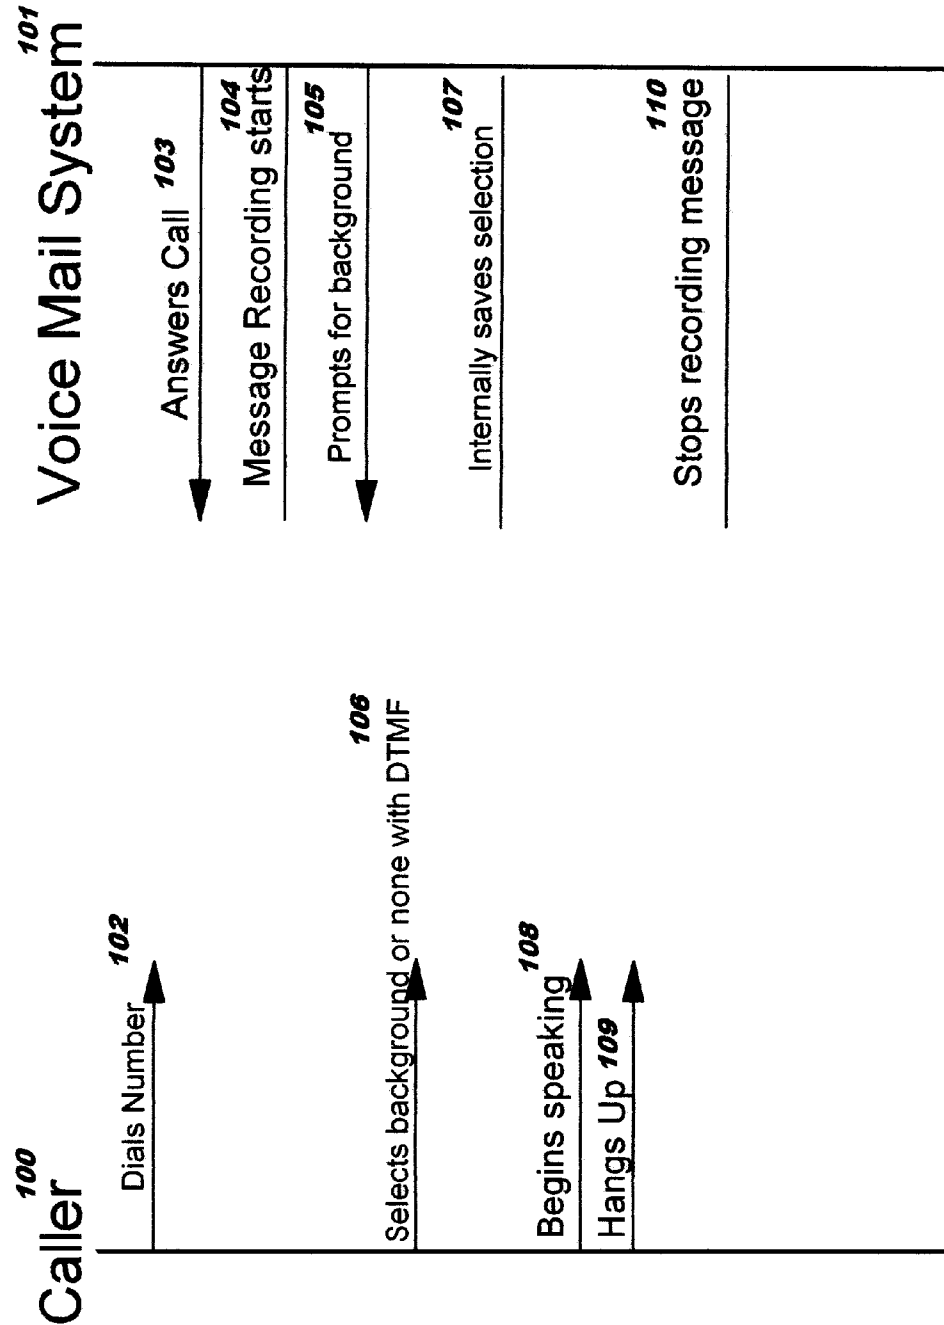 100
Caller
101
Voice Mail System
102
Dials Number
103
Answers Call
104
Message Recording starts
105
Prompts for background
106
Selects background or none with DTMF
107
Internally saves selection
108
Begins speaking
Hangs Up 109
110
Stops recording message